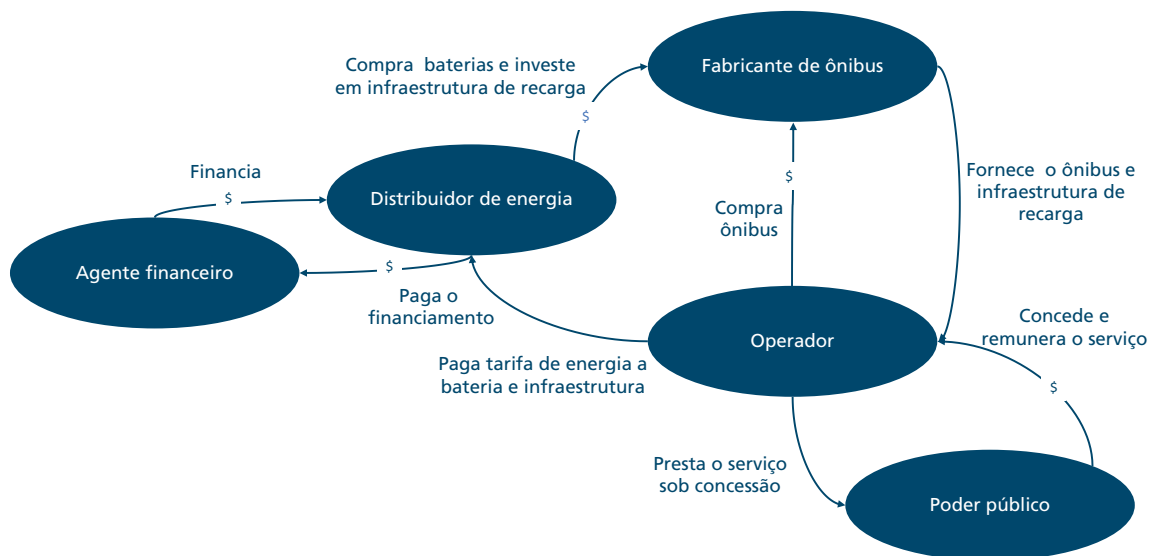 Compra baterias e investe
em infraestrutura de recarga
$
Fabricante de ônibus
Financia
$
Distribuidor de energia
$
Compra
ônibus
Fornece o ônibus e
infraestrutura de
recarga
Agente financeiro
$
Paga o
financiamento
Operador
Concede e
remunera o serviço
$
Paga tarifa de energia a
bateria e infraestrutura
Presta o serviço
sob concessão
Poder público